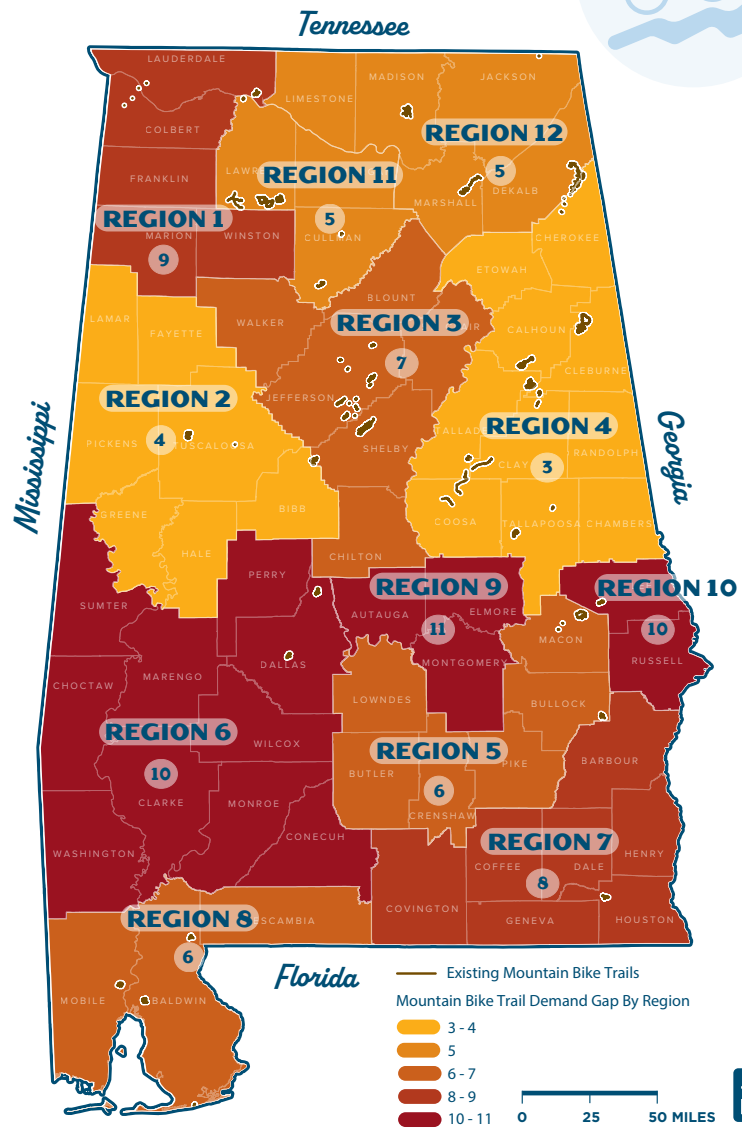 Tennessee
LAUDERDALE
MADISON
JACKSON
LIMESTONE
COLBERT
REGION 12
5
FRANKLIN
REGION 11
DEKALB
MARSHALL
REGION 1
MARION
WINSTON
5
CULLMAN
CHEROKEE
9
ETOWAH
BLOUNT
LAMAR
FAYETTE
WALKER
REGION 3
CALHOUN
7
CLEBURNE
REGION 2
JEFFERSON
Mississippi
Georgia
4
PICKENS
TUSCALOOSA
SHELBY
REGION 4
CLAY
3
RANDOLPH
GREENE
BIBB
COOSA
TALLAPOOSA
CHAMBERS
HALE
CHILTON
PERRY
REGION 9
REGION 10
SUMTER
AUTAUGA
ELMORE
11
10
MACON
DALLAS
MONTGOMERY
RUSSELL
CHOCTAW
MARENGO
LOWNDES
BULLOCK
REGION 6
WILCOX
REGION 5
PIKE
BARBOUR
10
BUTLER
6
CLARKE
MONROE
CRENSHAW
CONECUH
REGION 7
WASHINGTON
COFFEE
DALE
HENRY
8
REGION 8
COVINGTON
GENEVA
HOUSTON
ESCAMBIA
6
MOBILE
BALDWIN
Florida
Existing Mountain Bike Trails
Mountain Bike Trail Demand Gap By Region
3 - 4
5
6 - 7
8 - 9
10 - 11
0 25 50 MILES